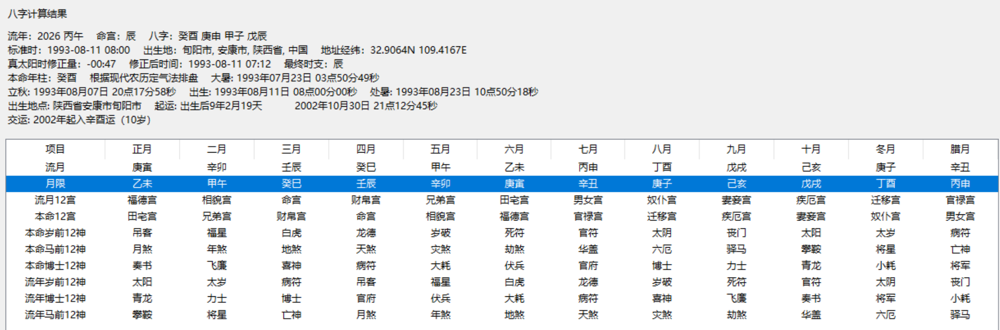 八字计算结果
流年：2026 丙午 命宫：辰 八字：癸酉 庚申 甲子 戊辰
标准时：1993-08-11 08:00 出生地：旬阳市, 安康市, 陕西省, 中国 地址经纬：32.9064N 109.4167E
真太阳时修正量：-00:47 修正后时间：1993-08-11 07:12 最终时支：辰
本命年柱：癸酉 根据现代农历定气法排盘 大暑: 1993年07月23日 03点50分49秒
立秋: 1993年08月07日 20点17分58秒 出生: 1993年08月11日 08点00分00秒 处暑: 1993年08月23日 10点50分18秒
出生地点: 陕西省安康市旬阳市 起运: 出生后9年2月19天 2002年10月30日 21点12分45秒
交运: 2002年起入辛酉运（10岁）
项目 正月 二月 三月 四月 五月 六月 七月 八月 九月 十月 冬月 腊月
流月 庚寅 辛卯 壬辰 癸巳 甲午 乙未 丙申 丁酉 戊戌 己亥 庚子 辛丑
月限 乙未 甲午 癸巳 壬辰 辛卯 庚寅 辛丑 庚子 己亥 戊戌 丁酉 丙申
流月12宫 福德宫 相貌宫 命宫 财帛宫 兄弟宫 田宅宫 男女宫 奴仆宫 妻妾宫 疾厄宫 迁移宫 官禄宫
本命12宫 田宅宫 兄弟宫 财帛宫 命宫 相貌宫 福德宫 官禄宫 迁移宫 疾厄宫 妻妾宫 奴仆宫 男女宫
本命岁前12神 吊客 福星 白虎 龙德 岁破 死符 官符 太阴 丧门 太阳 太岁 病符
本命马前12神 月煞 年煞 地煞 天煞 灾煞 劫煞 华盖 六厄 驿马 攀鞍 将星 亡神
本命博士12神 奏书 飞廉 喜神 病符 大耗 伏兵 官府 博士 力士 青龙 小耗 将军
流年岁前12神 太阳 太岁 病符 吊客 福星 白虎 龙德 岁破 死符 官符 太阴 丧门
流年博士12神 青龙 力士 博士 官府 伏兵 大耗 病符 喜神 飞廉 奏书 将军 小耗
流年马前12神 攀鞍 将星 亡神 月煞 年煞 地煞 天煞 灾煞 劫煞 华盖 六厄 驿马